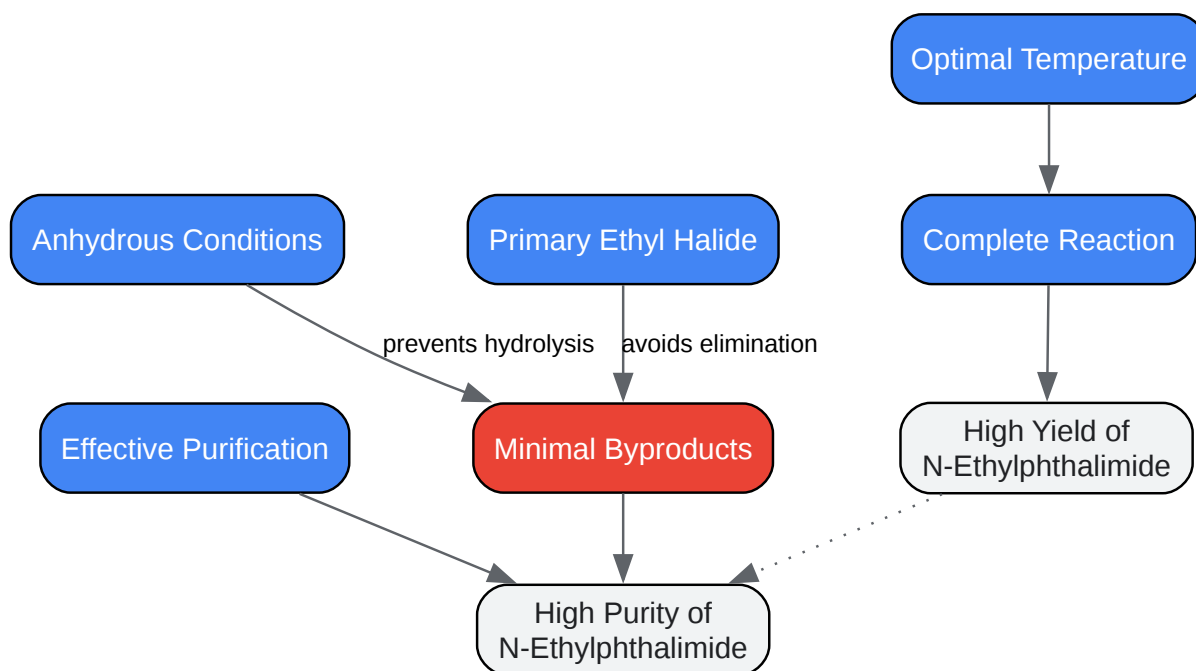 Optimal Temperature
Anhydrous Conditions
Primary Ethyl Halide
Complete Reaction
prevents hydrolysis
avoids elimination
Effective Purification
Minimal Byproducts
High Yield of
N-Ethylphthalimide
High Purity of
N-Ethylphthalimide